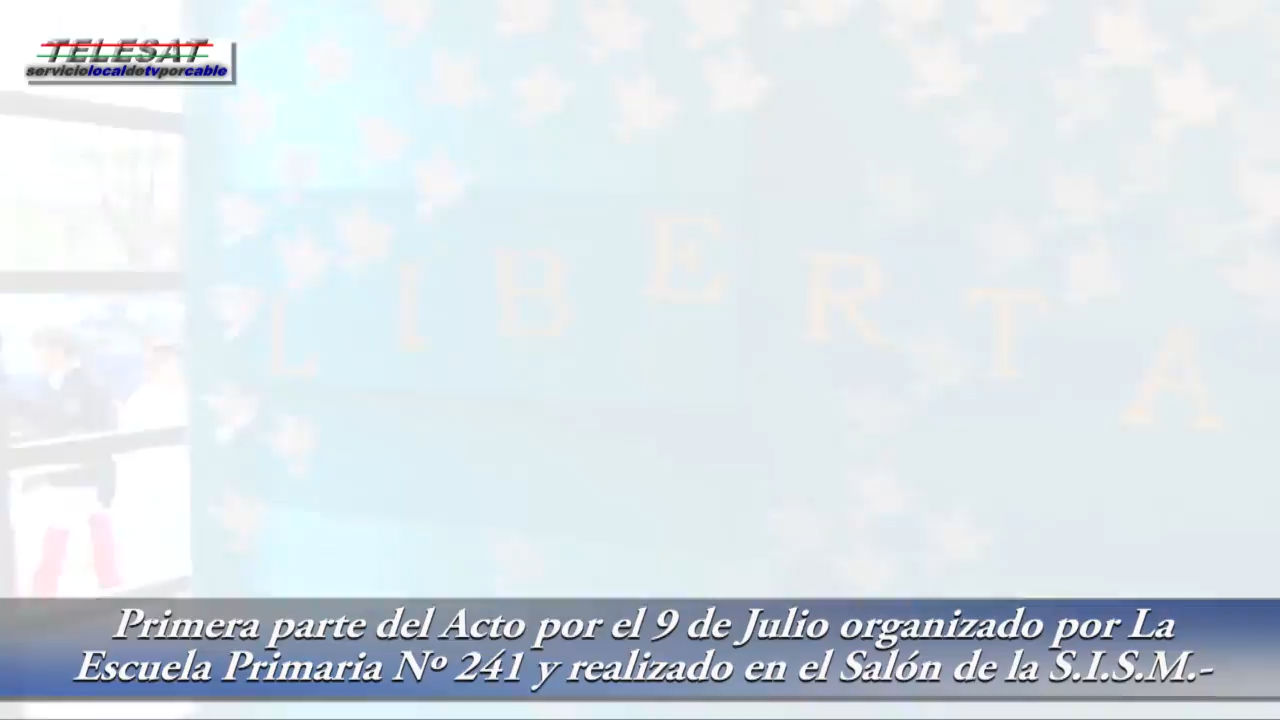 TELESAT
serviciolocaldetvporcable
LIBERTA
Primera parte del Acto por el 9 de Julio organizado por La
Escuela Primaria Nº 241 y realizado en el Salón de la S.I.S.M.-